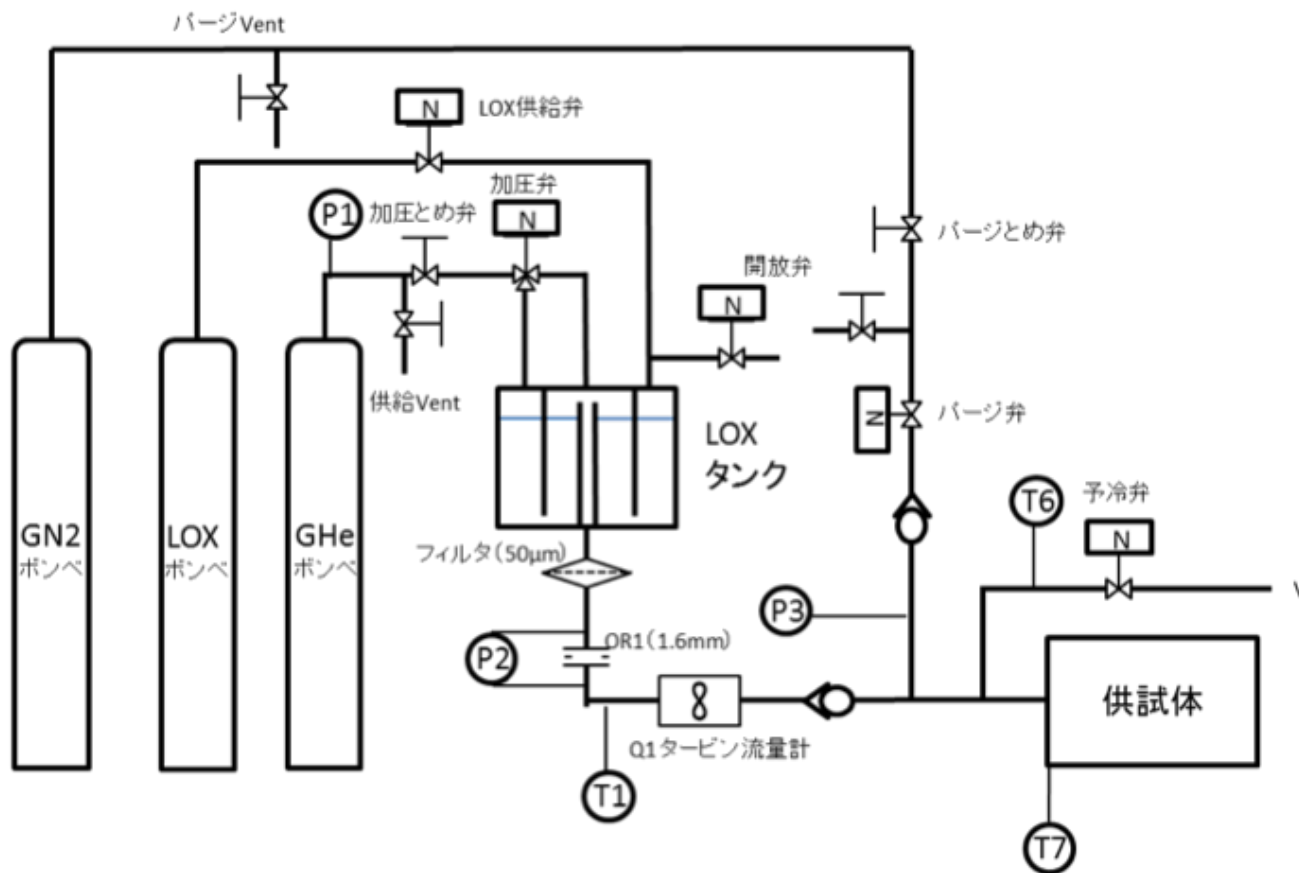 パージVent
N
LOX供給弁
加圧弁
P1
加圧とめ弁
N
パージとめ弁
開放弁
N
供給Vent
N
パージ弁
LOX
タンク
T6
予冷弁
N
GN2
ボンベ
LOX
ボンベ
GHe
ボンベ
フィルタ(50μm)
P3
OR1(1.6mm)
P2
供試体
Q1タービン流量計
T1
T7